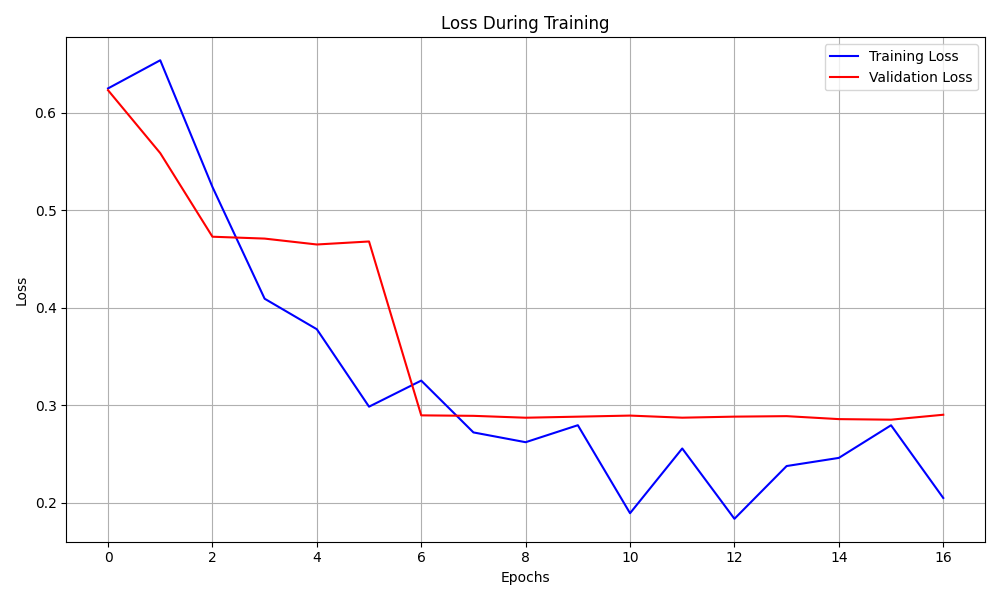 Loss During Training
Training Loss
Validation Loss
0.6
0.5
0.4
0.3
0.2
Loss
0 2 4 6 8 10 12 14 16
Epochs